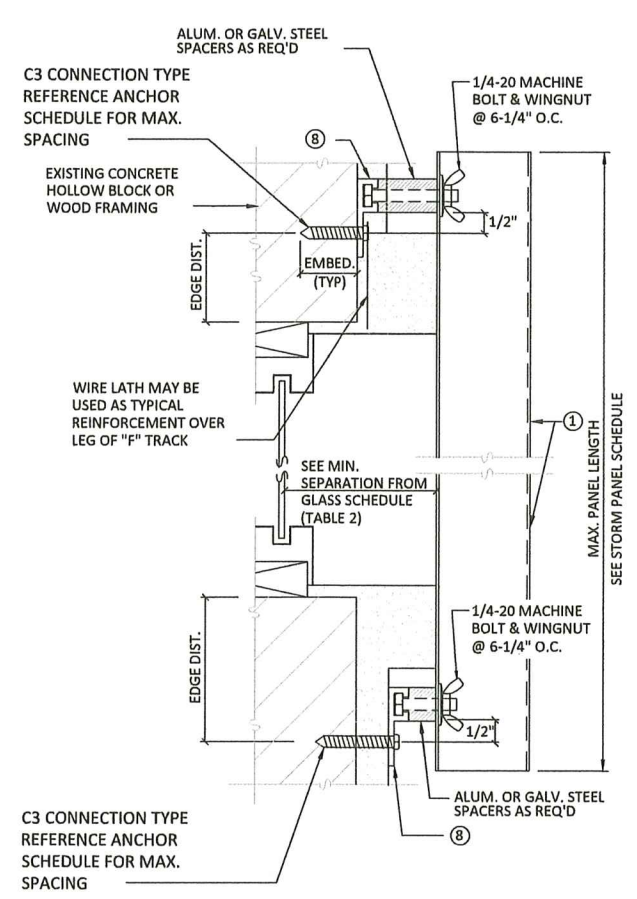 ALUM. OR GALV. STEEL
SPACERS AS REQ'D
C3 CONNECTION TYPE
REFERENCE ANCHOR
SCHEDULE FOR MAX.
SPACING
1/4-20 MACHINE
BOLT & WINGNUT
@ 6-1/4" O.C.
8
EXISTING CONCRETE
HOLLOW BLOCK OR
WOOD FRAMING
1/2"
EDGE DIST.
EMBED.
(TYP)
WIRE LATH MAY BE
USED AS TYPICAL
REINFORCEMENT OVER
LEG OF "F" TRACK
1
SEE MIN.
SEPARATION FROM
GLASS SCHEDULE
(TABLE 2)
MAX. PANEL LENGTH
SEE STORM PANEL SCHEDULE
1/4-20 MACHINE
BOLT & WINGNUT
@ 6-1/4" O.C.
EDGE DIST.
1/2"
ALUM. OR GALV. STEEL
SPACERS AS REQ'D
8
C3 CONNECTION TYPE
REFERENCE ANCHOR
SCHEDULE FOR MAX.
SPACING